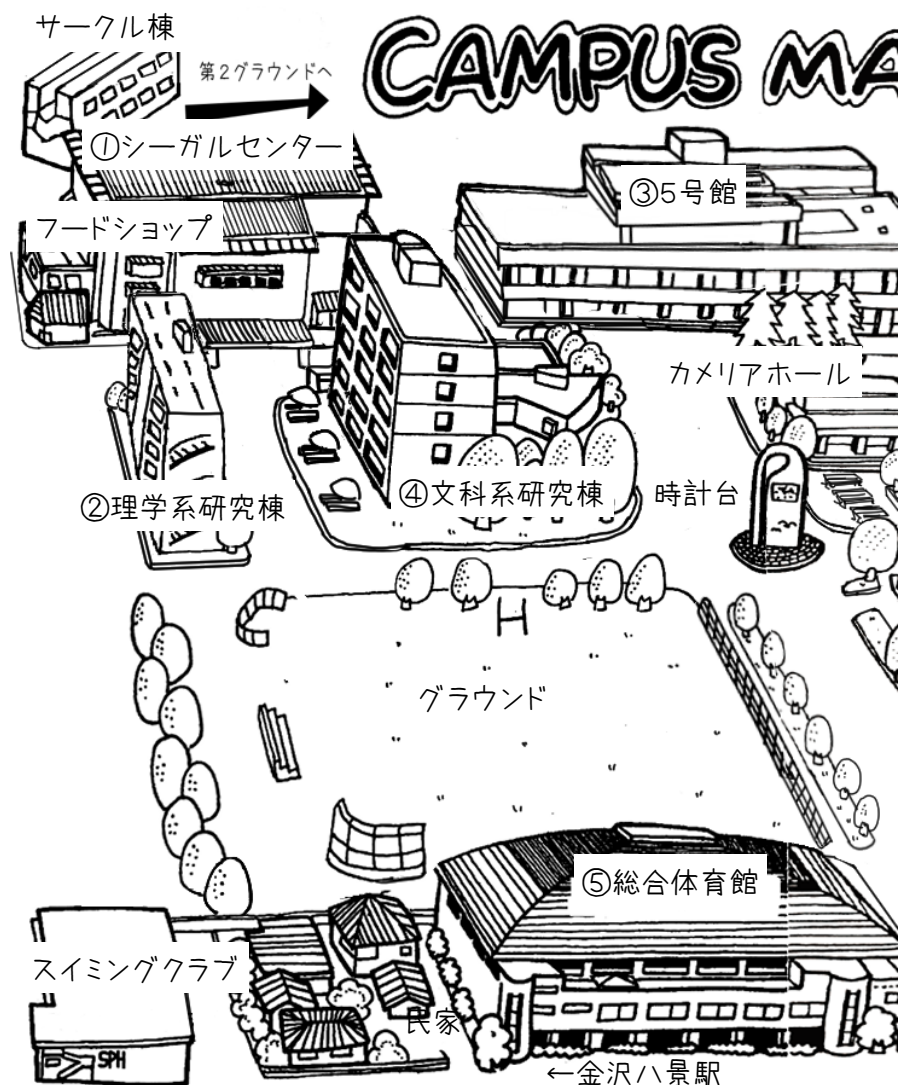 サークル棟
第2グラウンドへ
CAMPUS MA
①シーガルセンター
③5号館
フードショップ
カメリアホール
②理学系研究棟
④文科系研究棟
時計台
グラウンド
⑤総合体育館
スイミングクラブ
民家
SPH
←金沢八景駅